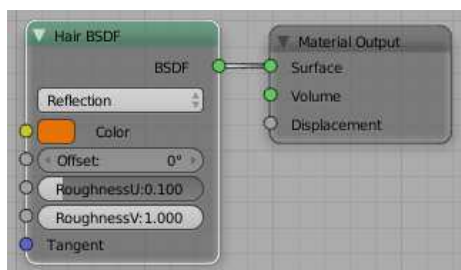 Hair BSDF
BSDF
Reflection
Color
Offset: 0°
RoughnessU:0.100
RoughnessV:1.000
Tangent
Material Output
Surface
Volume
Displacement